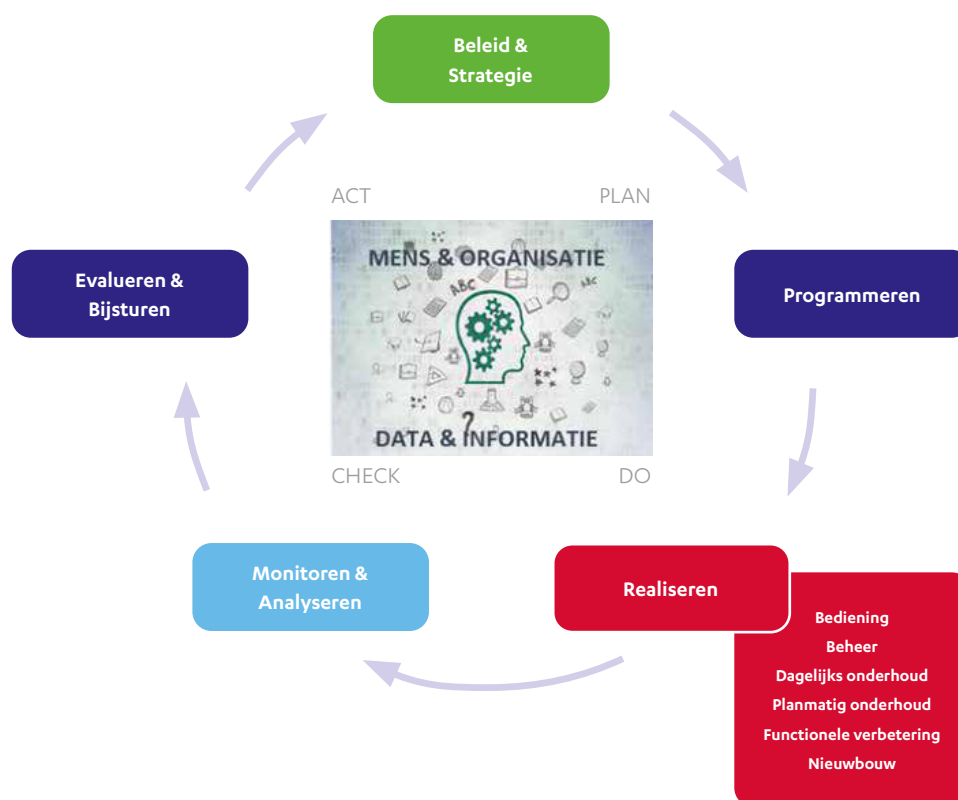 Beleid &
Strategie
ACT
PLAN
MENS & ORGANISATIE
ABC
ABC
?
DATA & INFORMATIE
Evalueren &
Bijsturen
Programmeren
CHECK
DO
Monitoren &
Analyseren
Realiseren
Bediening
Beheer
Dagelijks onderhoud
Planmatig onderhoud
Functionele verbetering
Nieuwbouw